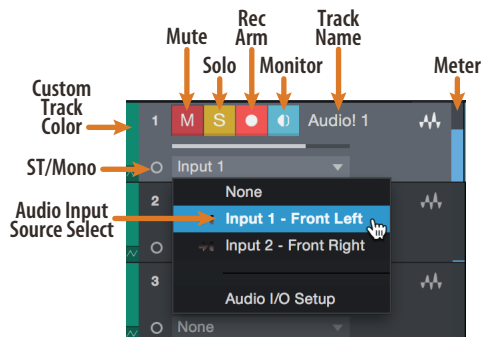 Mute
Rec
Arm
Track
Name
Solo
Monitor
Meter
Custom
Track
Color
1 M S Audio! 1
ST/Mono
Input 1
None
2
Audio Input
Source Select
Input 1 - Front Left
Input 2 - Front Right
3
Audio I/O Setup
None